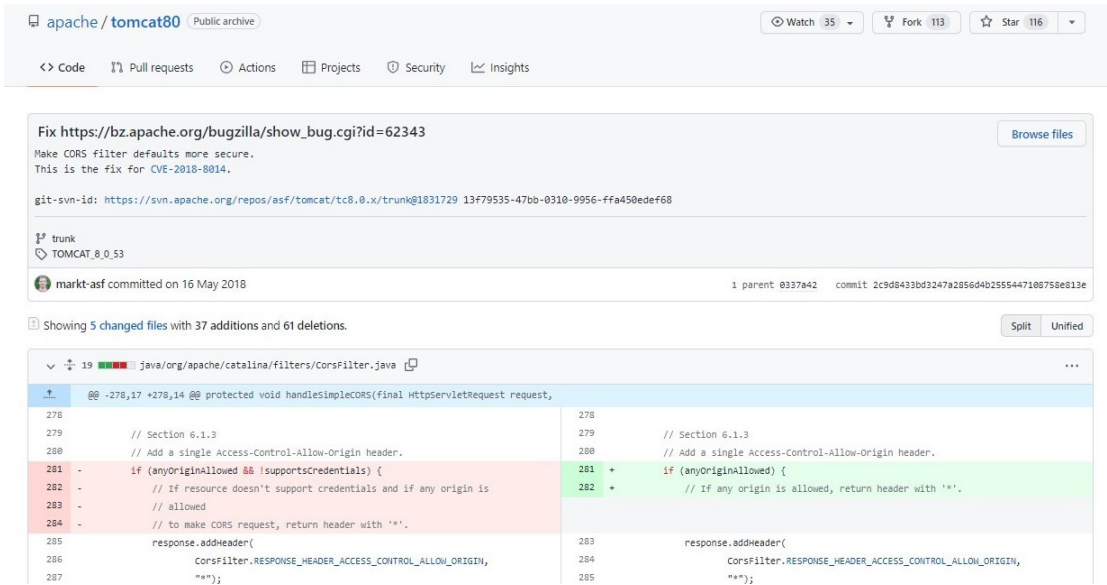 apache / tomcat80 Public archive
Watch 35
Fork 113
Star 116
<> Code
Pull requests
Actions
Projects
Security
Insights
Fix https://bz.apache.org/bugzilla/show_bug.cgi?id=62343
Browse files
Make CORS filter defaults more secure.
This is the fix for CVE-2018-8014.
git-svn-id: https://svn.apache.org/repos/asf/tomcat/tc8.0.x/trunk@1831729 13f79535-47bb-0310-9956-ffa450edef68
trunk
TOMCAT_8_0_53
markt-asf committed on 16 May 2018
1 parent 0337a42 commit 2c9d8433bd3247a2856d4b2555447108758e813e
Showing 5 changed files with 37 additions and 61 deletions.
Split Unified
19 java/org/apache/catalina/filters/CorsFilter.java
...
@@ -278,17 +278,14 @@ protected void handleSimpleCORS(final HttpServletRequest request,
278
279 // Section 6.1.3
280 // Add a single Access-Control-Allow-Origin header.
281 - if (anyOriginAllowed && !supportsCredentials) {
282 - // If resource doesn't support credentials and if any origin is
283 - // allowed
284 - // to make CORS request, return header with '*'.
285 response.addHeader(
286 CorsFilter.RESPONSE_HEADER_ACCESS_CONTROL_ALLOW_ORIGIN,
287 "*");
278
279 // Section 6.1.3
280 // Add a single Access-Control-Allow-Origin header.
281 + if (anyOriginAllowed) {
282 + // If any origin is allowed, return header with '*'.
283 response.addHeader(
284 CorsFilter.RESPONSE_HEADER_ACCESS_CONTROL_ALLOW_ORIGIN,
285 "*");